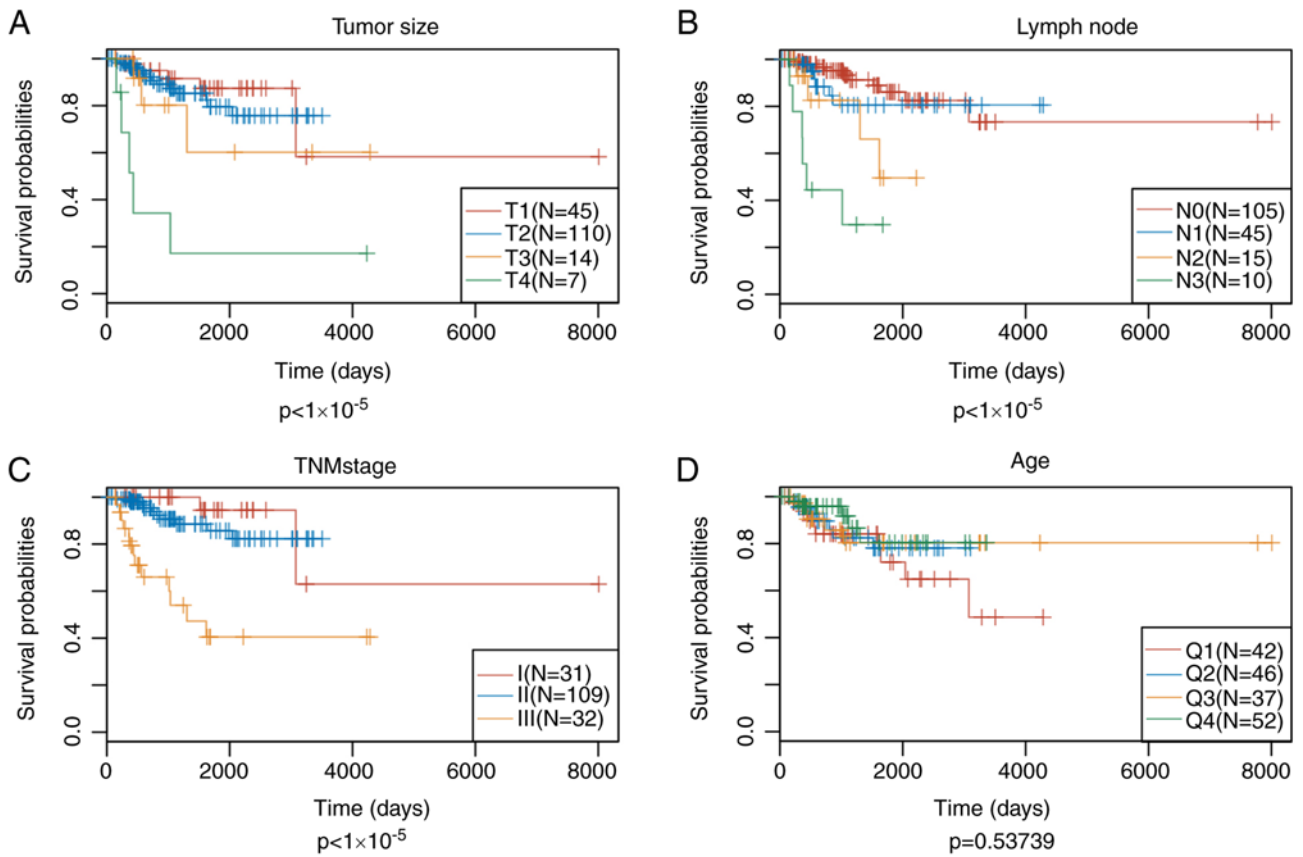 A
Tumor size
Survival probabilities
0.8
0.4
0.0
T1(N=45)
T2(N=110)
T3(N=14)
T4(N=7)
0 2000 4000 6000 8000
Time (days)
p<1×10⁻⁵
B
Lymph node
Survival probabilities
0.8
0.4
0.0
N0(N=105)
N1(N=45)
N2(N=15)
N3(N=10)
0 2000 4000 6000 8000
Time (days)
p<1×10⁻⁵
C
TNMstage
Survival probabilities
0.8
0.4
0.0
I(N=31)
II(N=109)
III(N=32)
0 2000 4000 6000 8000
Time (days)
p<1×10⁻⁵
D
Age
Survival probabilities
0.8
0.4
0.0
Q1(N=42)
Q2(N=46)
Q3(N=37)
Q4(N=52)
0 2000 4000 6000 8000
Time (days)
p=0.53739